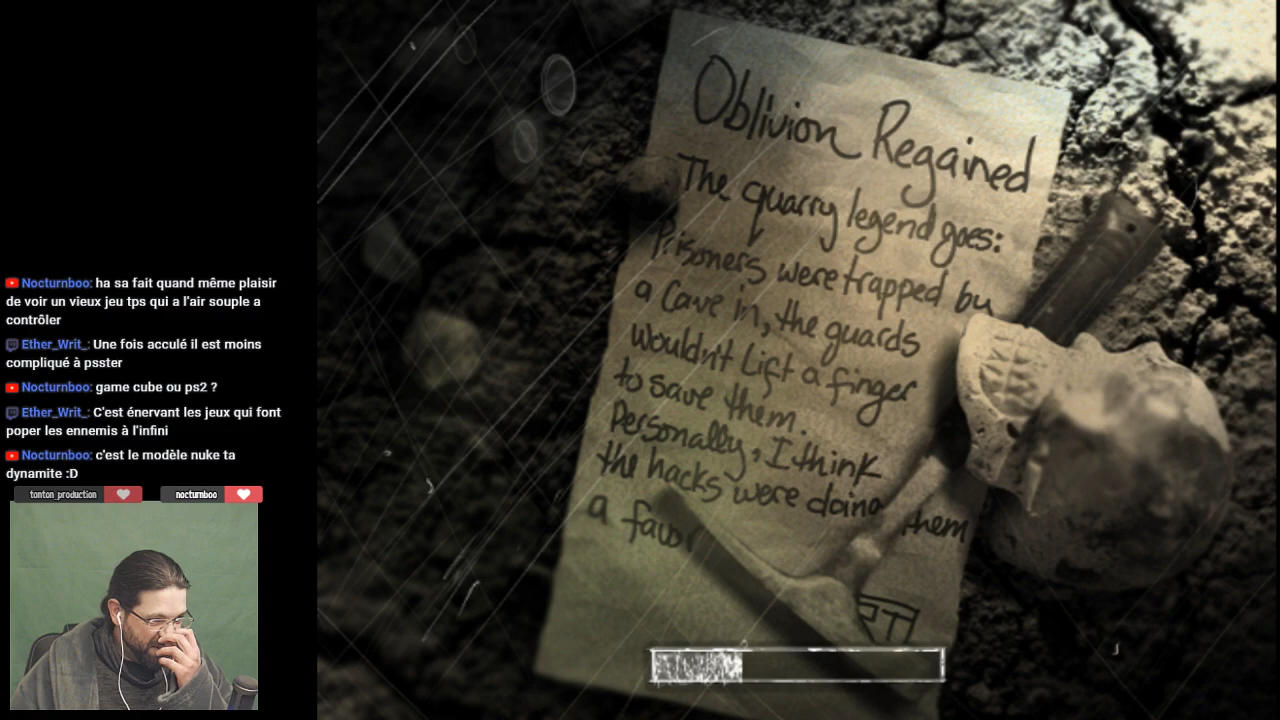 Nocturnboo: ha sa fait quand même plaisir
de voir un vieux jeu tps qui a l'air souple a
contrôler
Ether_Writ_: Une fois acculé il est moins
compliqué à psster
Nocturnboo: game cube ou ps2 ?
Ether_Writ_: C'est énervant les jeux qui font
poper les ennemis à l'infini
Nocturnboo: c'est le modèle nuke ta
dynamite :D
tonton_production
nocturnboo
Oblivion Regained
The quarry legend goes:
Prisoners were trapped by
a Cave in, the guards
wouldn't Lift a finger
to save them.
Personally, I think
the hacks were doing them
a favor